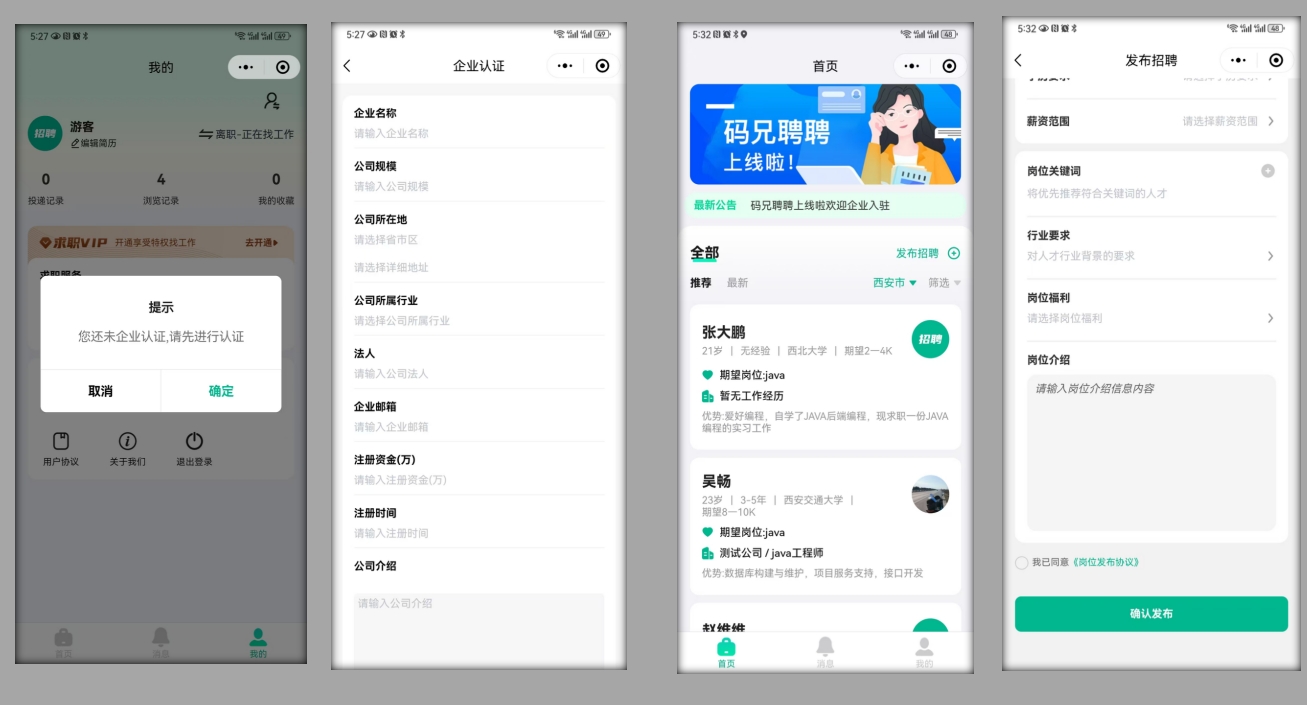 5:27
49
我的
招聘
游客
编辑简历
离职-正在找工作
0
4
0
投递记录
浏览记录
我的收藏
求职VIP
开通享受特权找工作
去开通
求职服务
提示
您还未企业认证,请先进行认证
取消
确定
用户协议
关于我们
退出登录
首页
消息
我的
5:27
49
企业认证
企业名称
请输入企业名称
公司规模
请输入公司规模
公司所在地
请选择省市区
请选择详细地址
公司所属行业
请选择公司所属行业
法人
请输入公司法人
企业邮箱
请输入企业邮箱
注册资金(万)
请输入注册资金(万)
注册时间
请输入注册时间
公司介绍
请输入公司介绍
5:32
48
首页
码兄聘聘
上线啦!
最新公告
码兄聘聘上线啦欢迎企业入驻
全部
发布招聘
推荐
最新
西安市
筛选
张大鹏
招聘
21岁 | 无经验 | 西北大学 | 期望2—4K
期望岗位:java
暂无工作经历
优势:爱好编程，自学了JAVA后端编程，现求职一份JAVA
编程的实习工作
吴畅
23岁 | 3-5年 | 西安交通大学 |
期望8—10K
期望岗位:java
测试公司 / java工程师
优势:数据库构建与维护，项目服务支持，接口开发
赵维维
首页
消息
我的
5:32
48
发布招聘
薪资范围
请选择薪资范围
岗位关键词
将优先推荐符合关键词的人才
行业要求
对人才行业背景的要求
岗位福利
请选择岗位福利
岗位介绍
请输入岗位介绍信息内容
我已同意《岗位发布协议》
确认发布